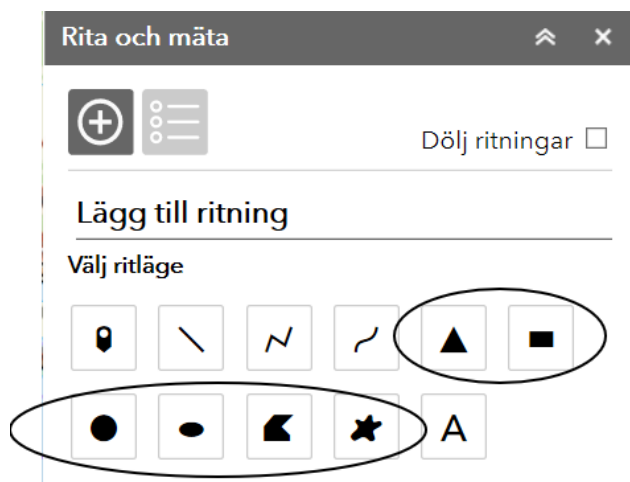 Rita och mäta
Dölj ritningar
Lägg till ritning
Välj ritläge
A